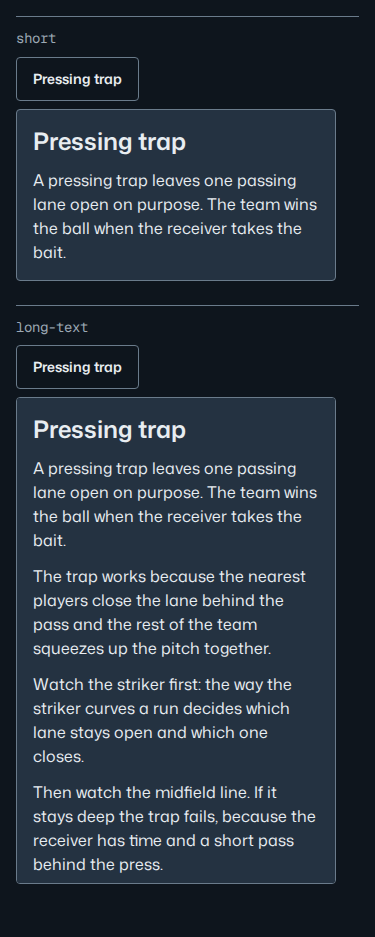 short
Pressing trap
Pressing trap
A pressing trap leaves one passing
lane open on purpose. The team wins
the ball when the receiver takes the
bait.
long-text
Pressing trap
Pressing trap
A pressing trap leaves one passing
lane open on purpose. The team wins
the ball when the receiver takes the
bait.
The trap works because the nearest
players close the lane behind the
pass and the rest of the team
squeezes up the pitch together.
Watch the striker first: the way the
striker curves a run decides which
lane stays open and which one
closes.
Then watch the midfield line. If it
stays deep the trap fails, because the
receiver has time and a short pass
behind the press.